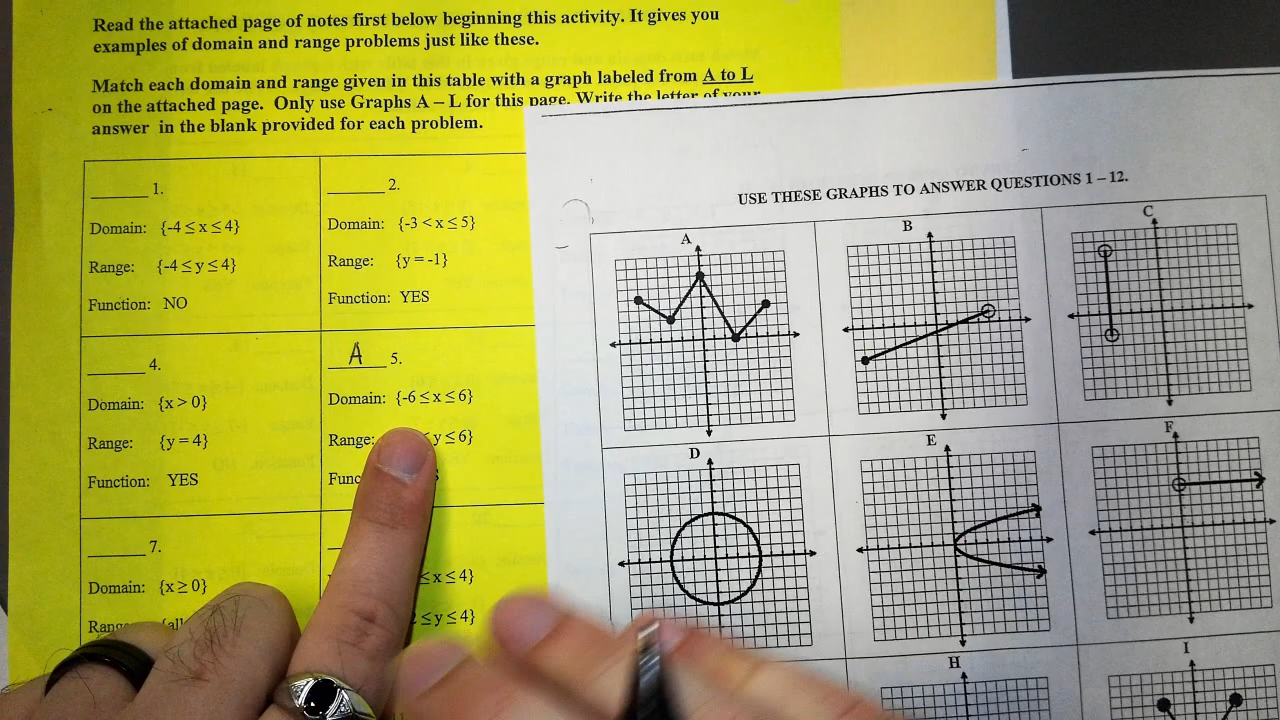 Read the attached page of notes first below beginning this activity. It gives you
examples of domain and range problems just like these.
Match each domain and range given in this table with a graph labeled from A to L
on the attached page. Only use Graphs A – L for this page. Write the letter of your
answer in the blank provided for each problem.
______ 1.
Domain: {-4 ≤ x ≤ 4}
Range: {-4 ≤ y ≤ 4}
Function: NO
______ 2.
Domain: {-3 < x ≤ 5}
Range: {y = -1}
Function: YES
______ 4.
Domain: {x > 0}
Range: {y = 4}
Function: YES
A 5.
Domain: {-6 ≤ x ≤ 6}
Range: y ≤ 6}
______ 7.
Domain: {x ≥ 0}
≤ x ≤ 4}
≤ y ≤ 4}
USE THESE GRAPHS TO ANSWER QUESTIONS 1 – 12.
A
B
C
D
E
F
H
I